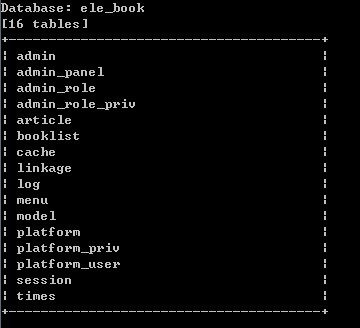 Database: ele_book
[16 tables]
+---------------------------------------+
| admin                                 |
| admin_panel                           |
| admin_role                            |
| admin_role_priv                       |
| article                               |
| booklist                              |
| cache                                 |
| linkage                               |
| log                                   |
| menu                                  |
| model                                 |
| platform                              |
| platform_priv                         |
| platform_user                         |
| session                               |
| times                                 |
+---------------------------------------+